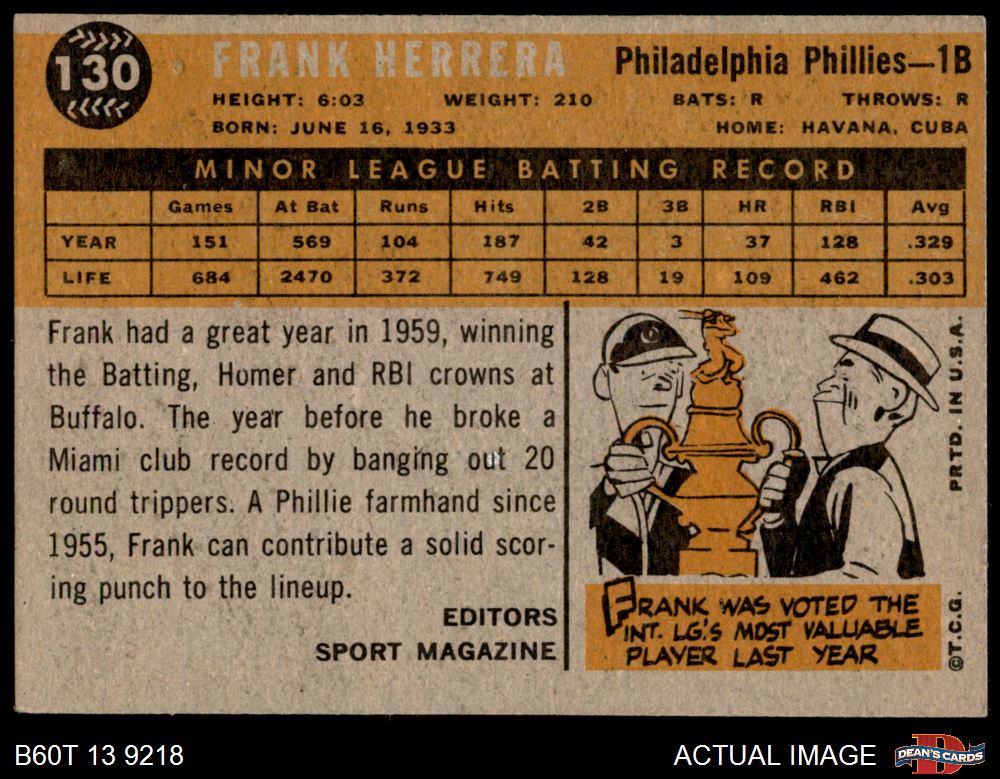 130
FRANK HERRERA
Philadelphia Phillies—1B
HEIGHT: 6:03 WEIGHT: 210 BATS: R THROWS: R
BORN: JUNE 16, 1933 HOME: HAVANA, CUBA
MINOR LEAGUE BATTING RECORD
Games At Bat Runs Hits 2B 3B HR RBI Avg
YEAR 151 569 104 187 42 3 37 128 .329
LIFE 684 2470 372 749 128 19 109 462 .303
Frank had a great year in 1959, winning
the Batting, Homer and RBI crowns at
Buffalo. The year before he broke a
Miami club record by banging out 20
round trippers. A Phillie farmhand since
1955, Frank can contribute a solid scor-
ing punch to the lineup.
EDITORS
SPORT MAGAZINE
FRANK WAS VOTED THE
INT. LG.'S MOST VALUABLE
PLAYER LAST YEAR
©T.C.G. PRTD. IN U.S.A.
B60T 13 9218
ACTUAL IMAGE
DEAN'S CARDS